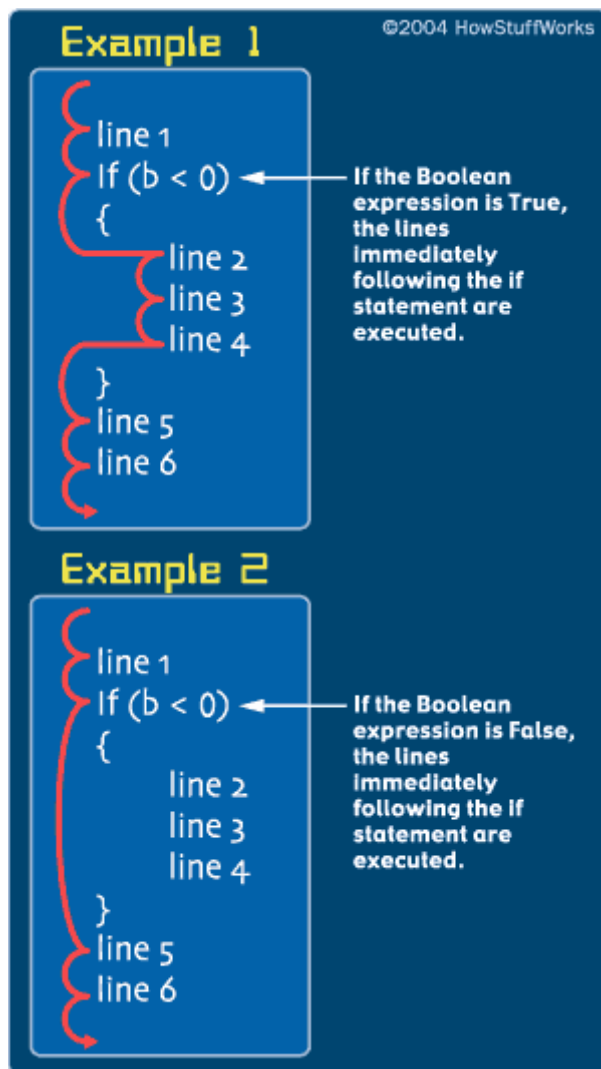 ©2004 HowStuffWorks
Example 1
line 1
If (b < 0)
{
line 2
line 3
line 4
}
line 5
line 6
If the Boolean
expression is True,
the lines
immediately
following the if
statement are
executed.
Example 2
line 1
If (b < 0)
{
line 2
line 3
line 4
}
line 5
line 6
If the Boolean
expression is False,
the lines
immediately
following the if
statement are
executed.